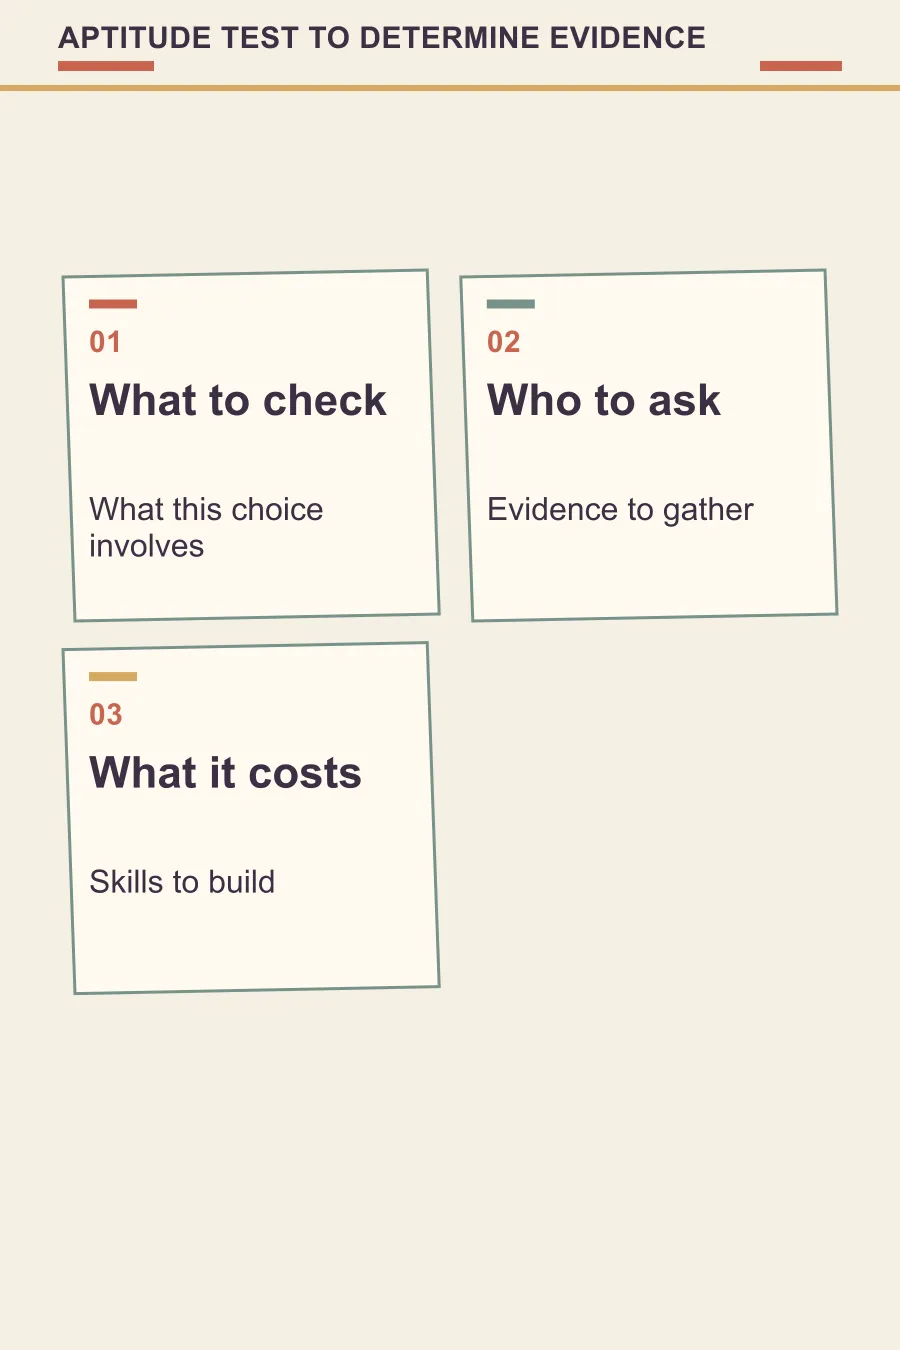 APTITUDE TEST TO DETERMINE EVIDENCE
01
What to check
What this choice
involves
02
Who to ask
Evidence to gather
03
What it costs
Skills to build